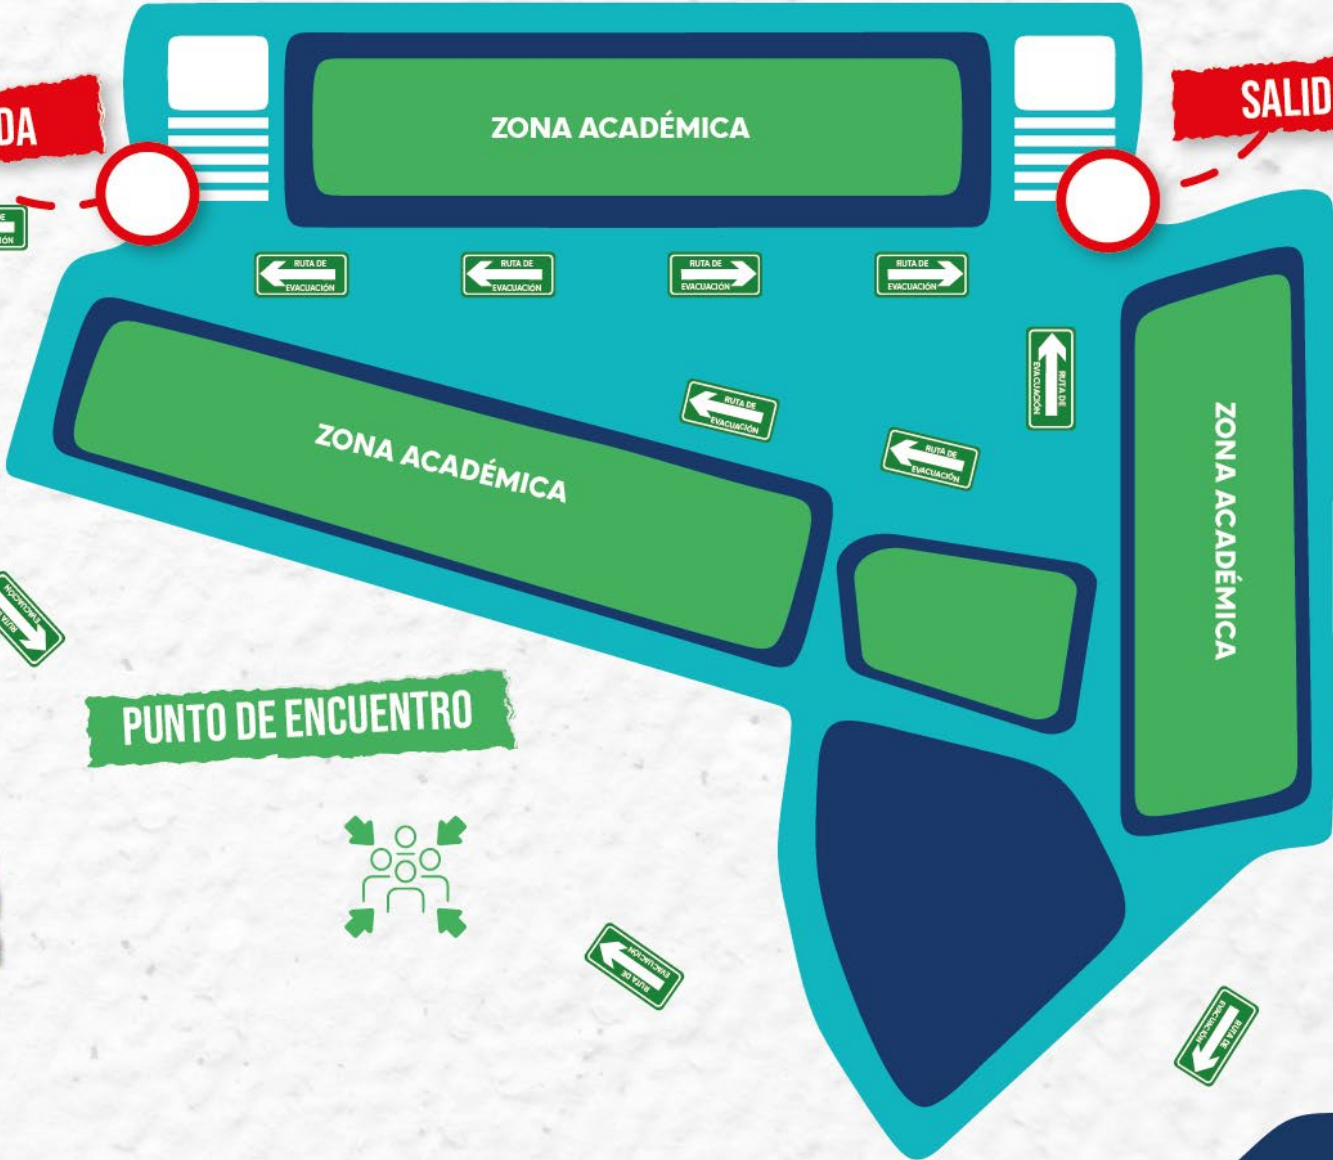 DA
SALID
ZONA ACADÉMICA
E
IÓN
RUTA DE
EVACUACIÓN
RUTA DE
EVACUACIÓN
RUTA DE
EVACUACIÓN
RUTA DE
EVACUACIÓN
RUTA DE
EVACUACIÓN
RUTA DE
EVACUACIÓN
RUTA DE
EVACUACIÓN
ZONA ACADÉMICA
ZONA ACADÉMICA
EVACUACIÓN
RUTA
PUNTO DE ENCUENTRO
RUTA DE
EVACUACIÓN
RUTA DE
EVACUACIÓN